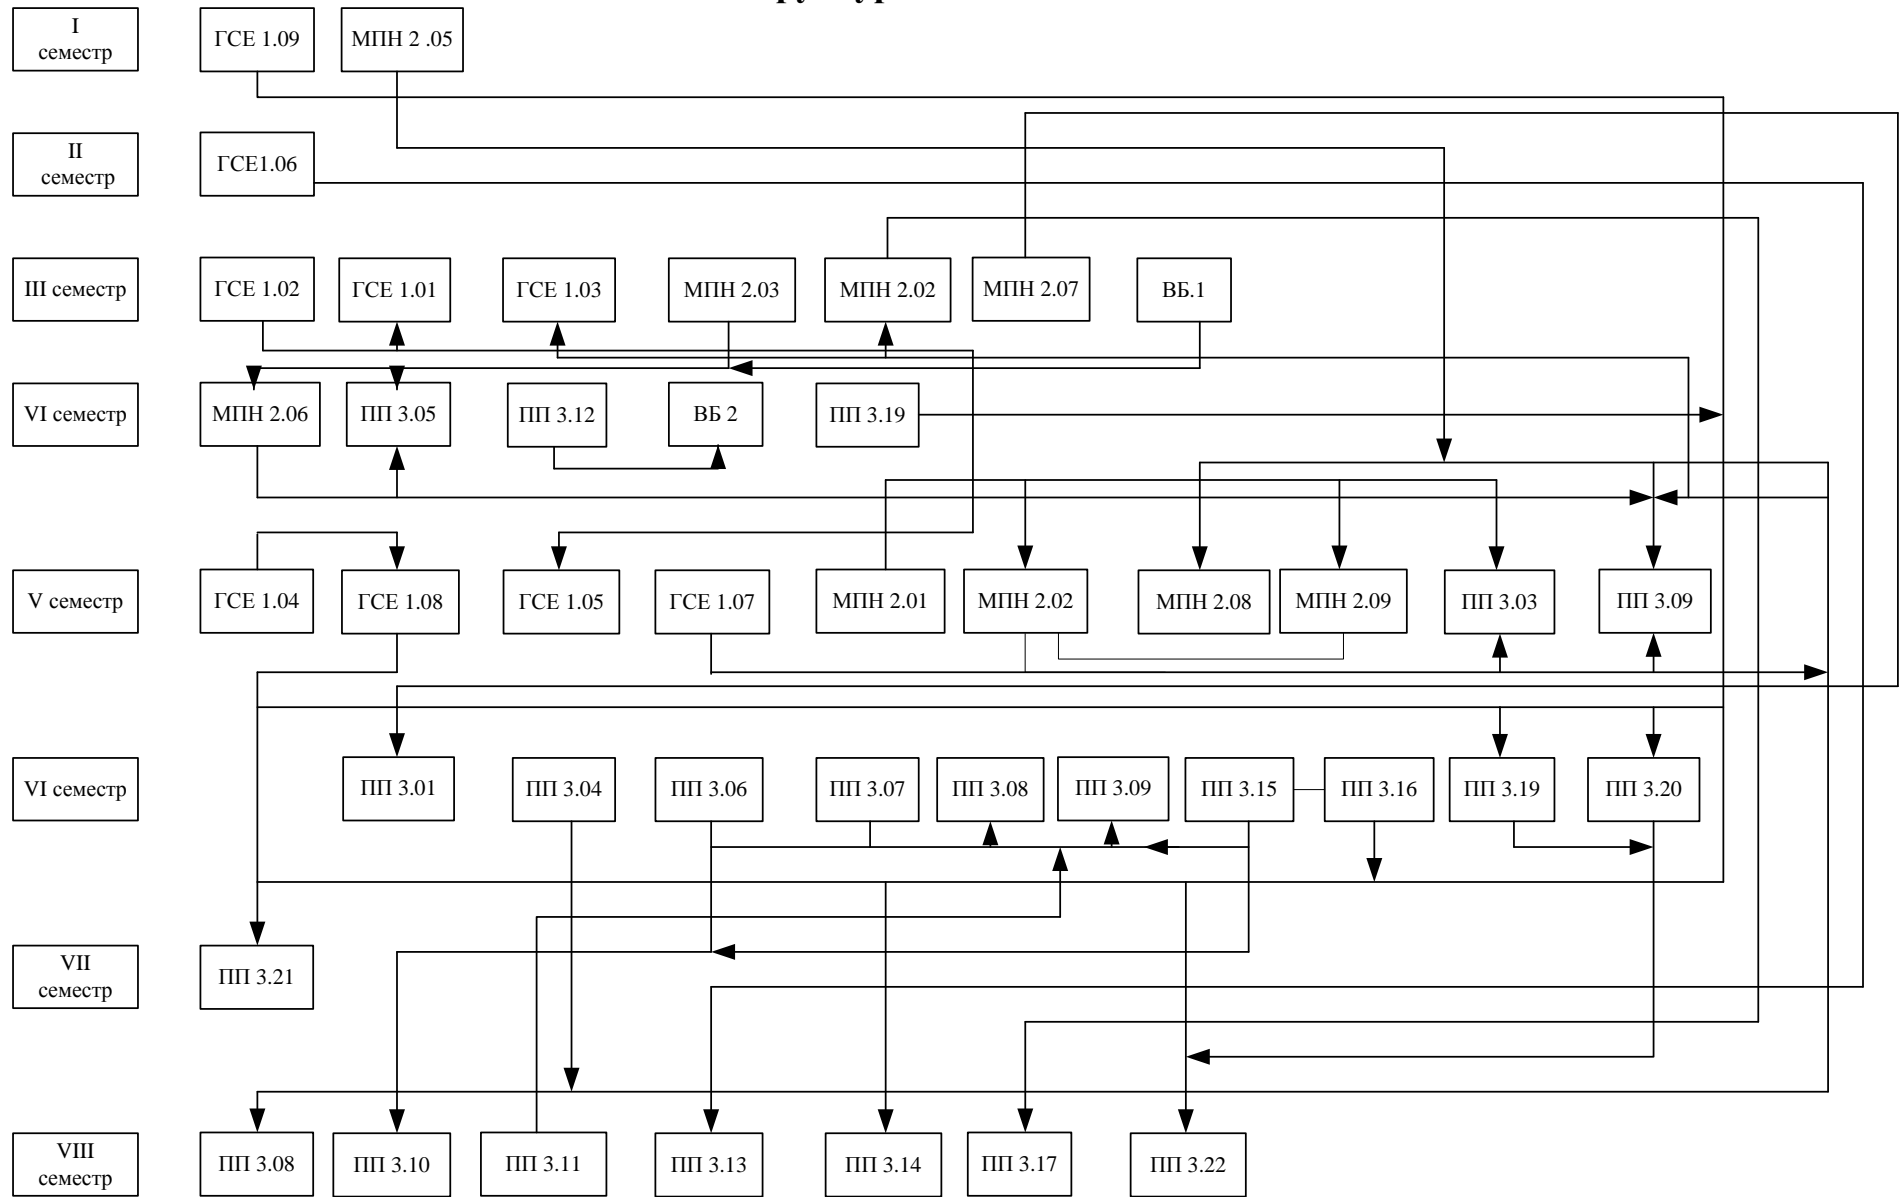 I
семестр
ГСЕ 1.09
МПН 2 .05
II
семестр
ГСЕ1.06
III семестр
ГСЕ 1.02
ГСЕ 1.01
ГСЕ 1.03
МПН 2.03
МПН 2.02
МПН 2.07
ВБ.1
VI семестр
МПН 2.06
ПП 3.05
ПП 3.12
ВБ 2
ПП 3.19
V семестр
ГСЕ 1.04
ГСЕ 1.08
ГСЕ 1.05
ГСЕ 1.07
МПН 2.01
МПН 2.02
МПН 2.08
МПН 2.09
ПП 3.03
ПП 3.09
VI семестр
ПП 3.01
ПП 3.04
ПП 3.06
ПП 3.07
ПП 3.08
ПП 3.09
ПП 3.15
ПП 3.16
ПП 3.19
ПП 3.20
VII
семестр
ПП 3.21
VIII
семестр
ПП 3.08
ПП 3.10
ПП 3.11
ПП 3.13
ПП 3.14
ПП 3.17
ПП 3.22